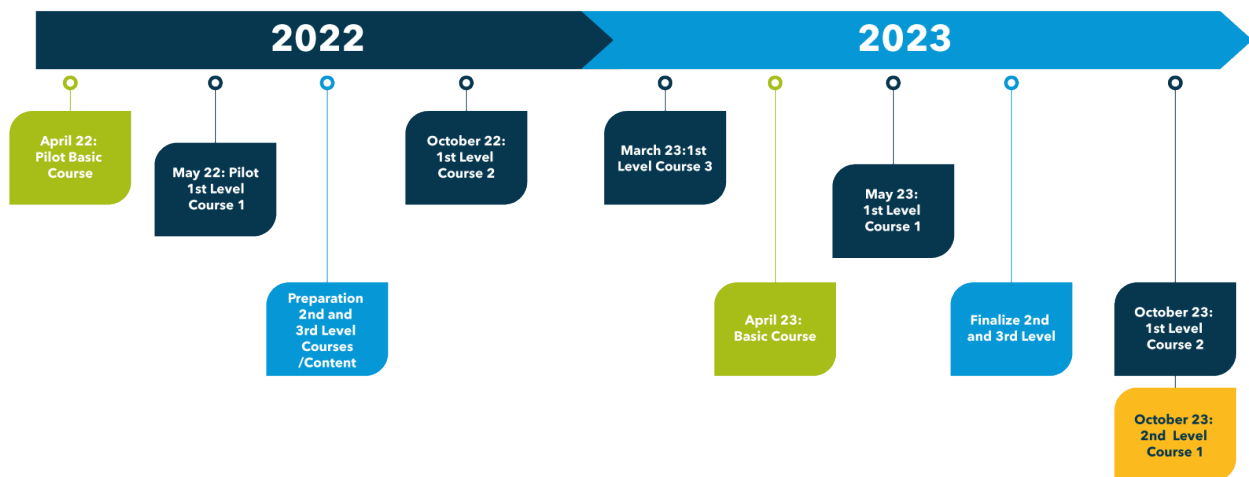 2022
2023
April 22:
Pilot Basic
Course
May 22: Pilot
1st Level
Course 1
Preparation
2nd and
3rd Level
Courses
/Content
October 22:
1st Level
Course 2
March 23:1st
Level Course 3
April 23:
Basic Course
May 23:
1st Level
Course 1
Finalize 2nd
and 3rd Level
October 23:
1st Level
Course 2
October 23:
2nd Level
Course 1